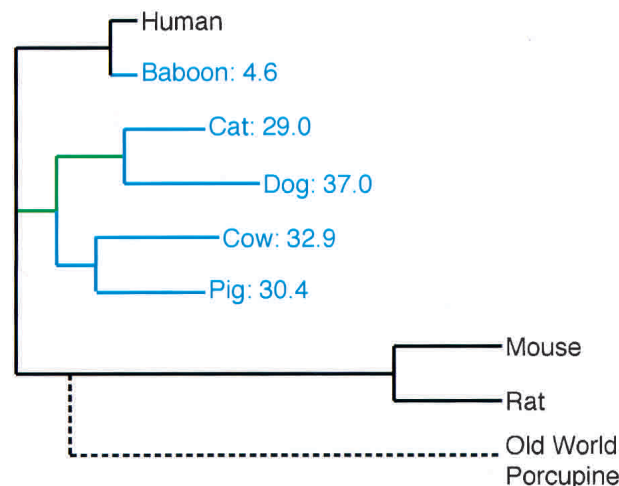 Human
Baboon: 4.6
Cat: 29.0
Dog: 37.0
Cow: 32.9
Pig: 30.4
Mouse
Rat
Old World
Porcupine